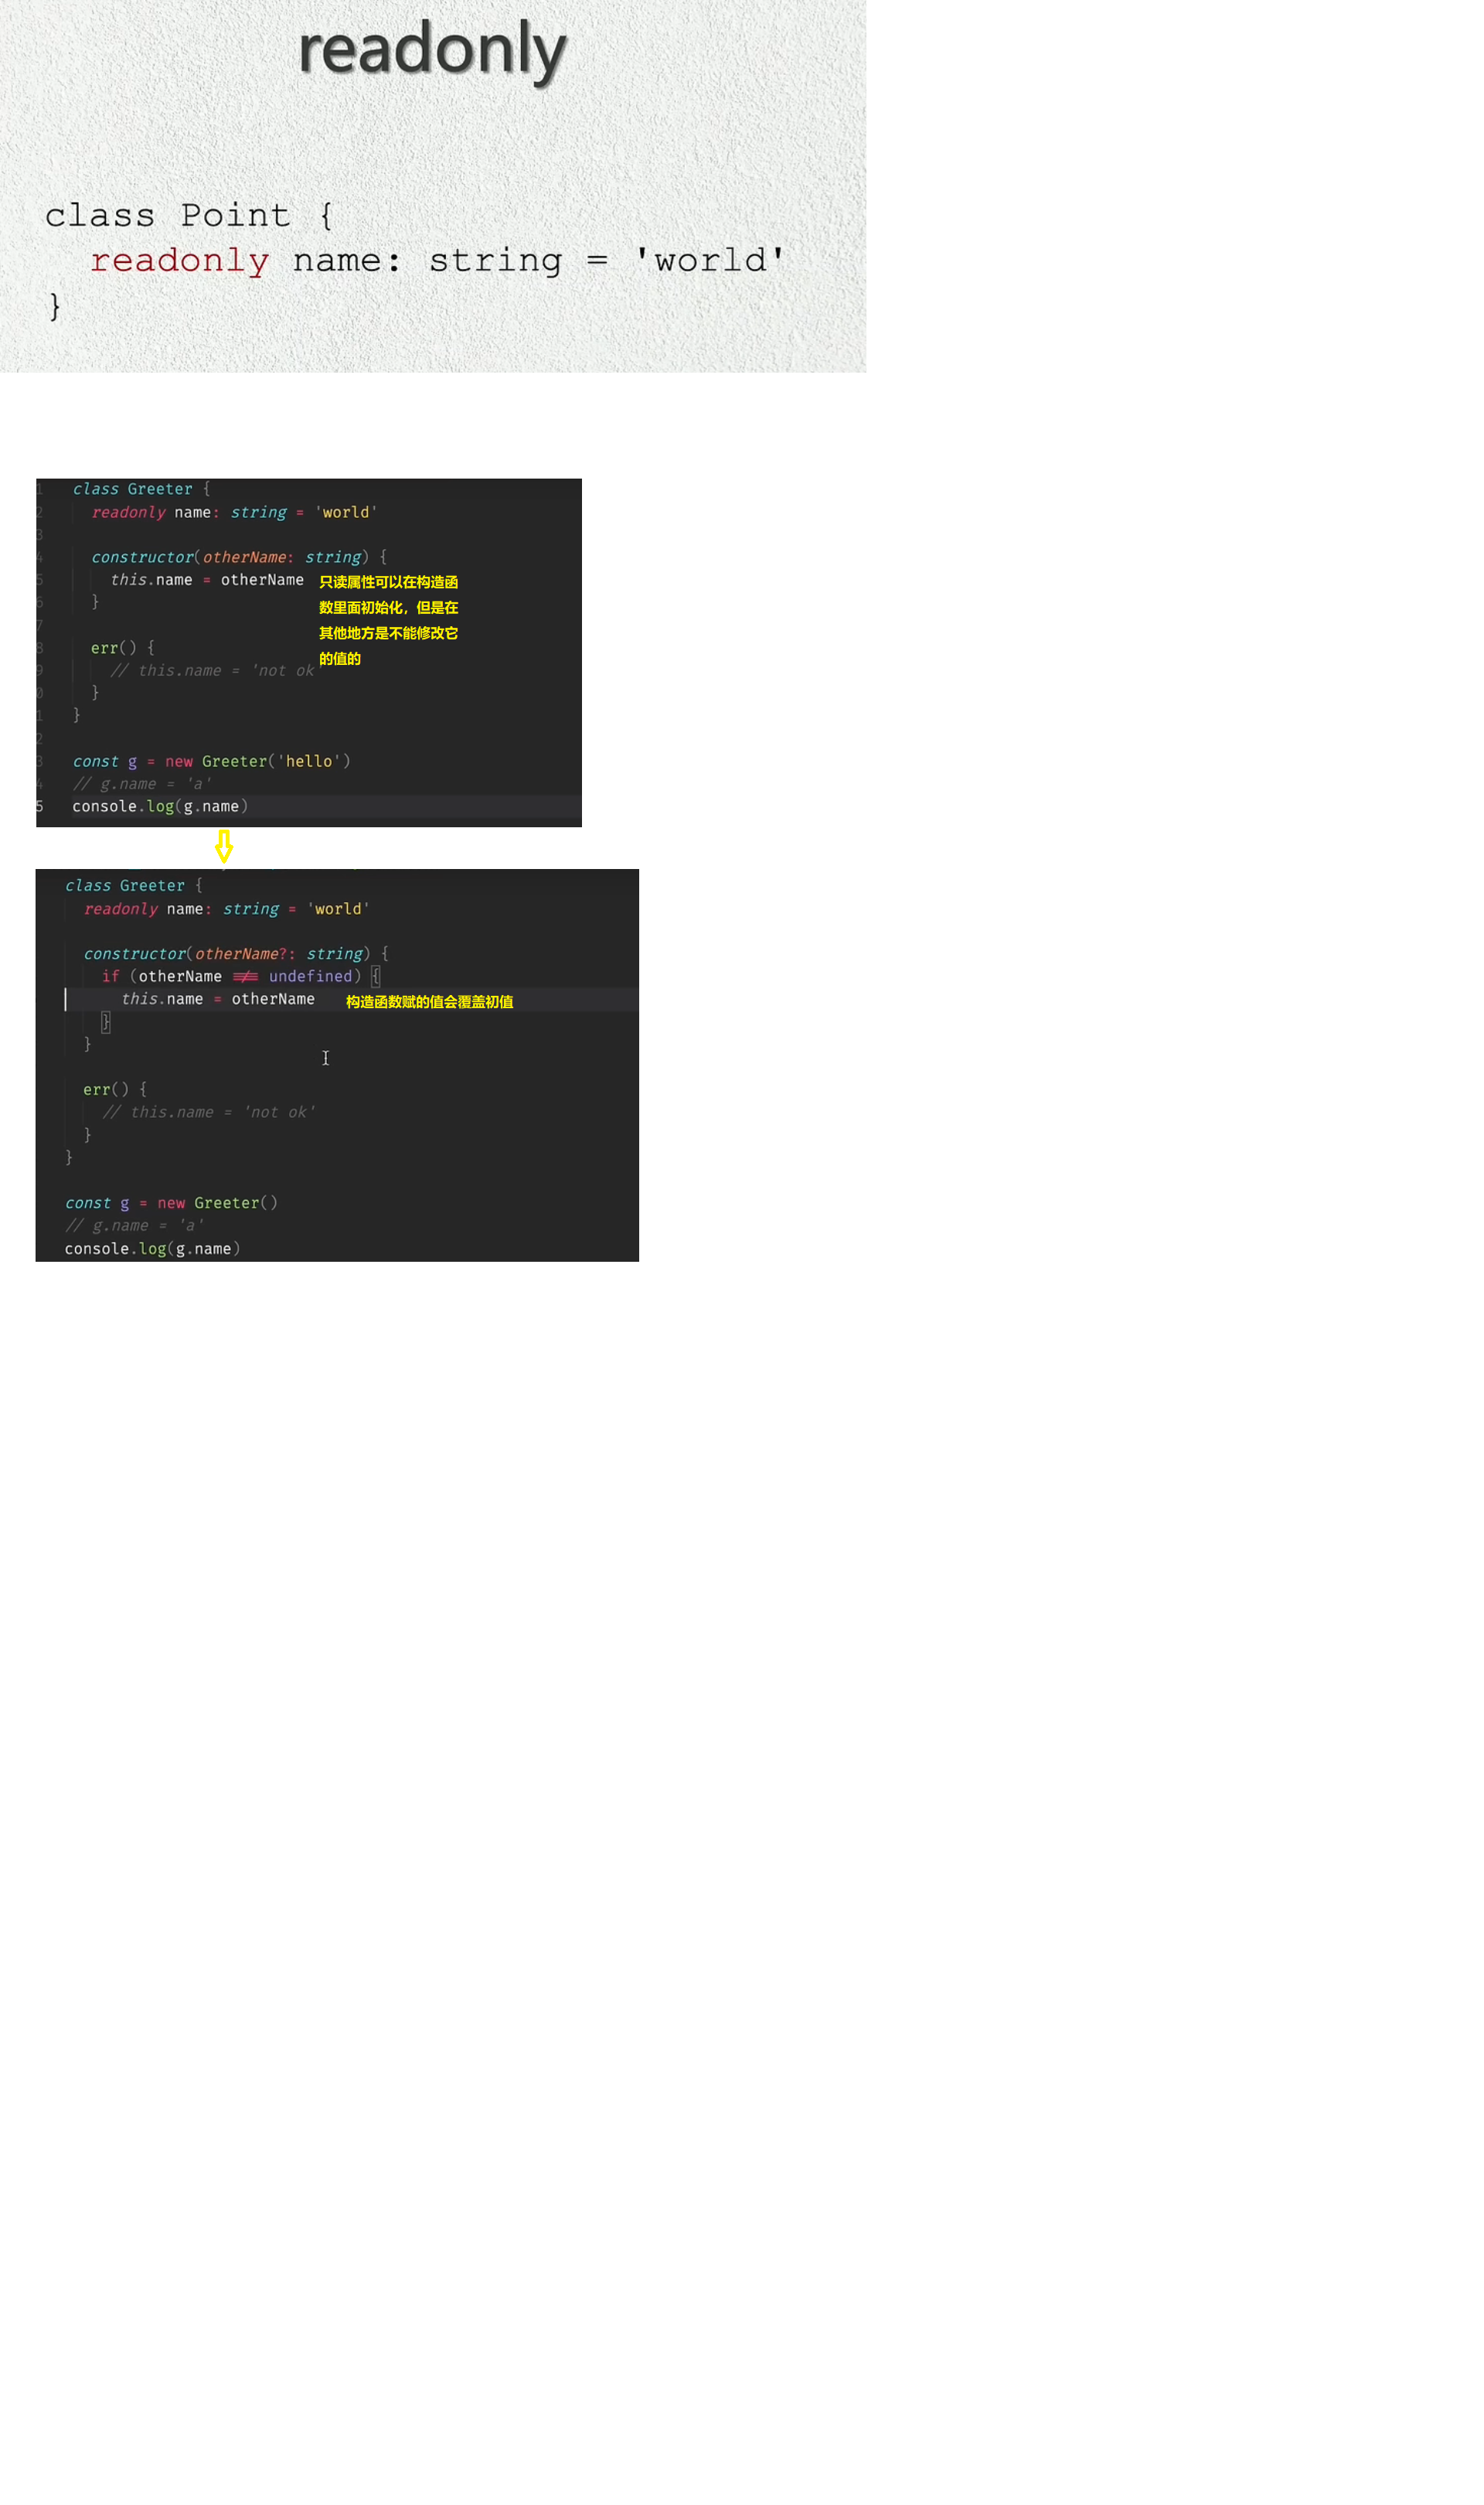 readonly
class Point {
readonly name: string = 'world'
}
1 class Greeter {
2 readonly name: string = 'world'
3
4 constructor(otherName: string) {
5 this.name = otherName 只读属性可以在构造函
6 } 数里面初始化，但是在
7 其他地方是不能修改它
8 err() { 的值的
9 // this.name = 'not ok'
0 }
1 }
2
3 const g = new Greeter('hello')
4 // g.name = 'a'
5 console.log(g.name)
class Greeter {
readonly name: string = 'world'
constructor(otherName?: string) {
if (otherName !== undefined) {
this.name = otherName 构造函数赋的值会覆盖初值
}
}
err() {
// this.name = 'not ok'
}
}
const g = new Greeter()
// g.name = 'a'
console.log(g.name)